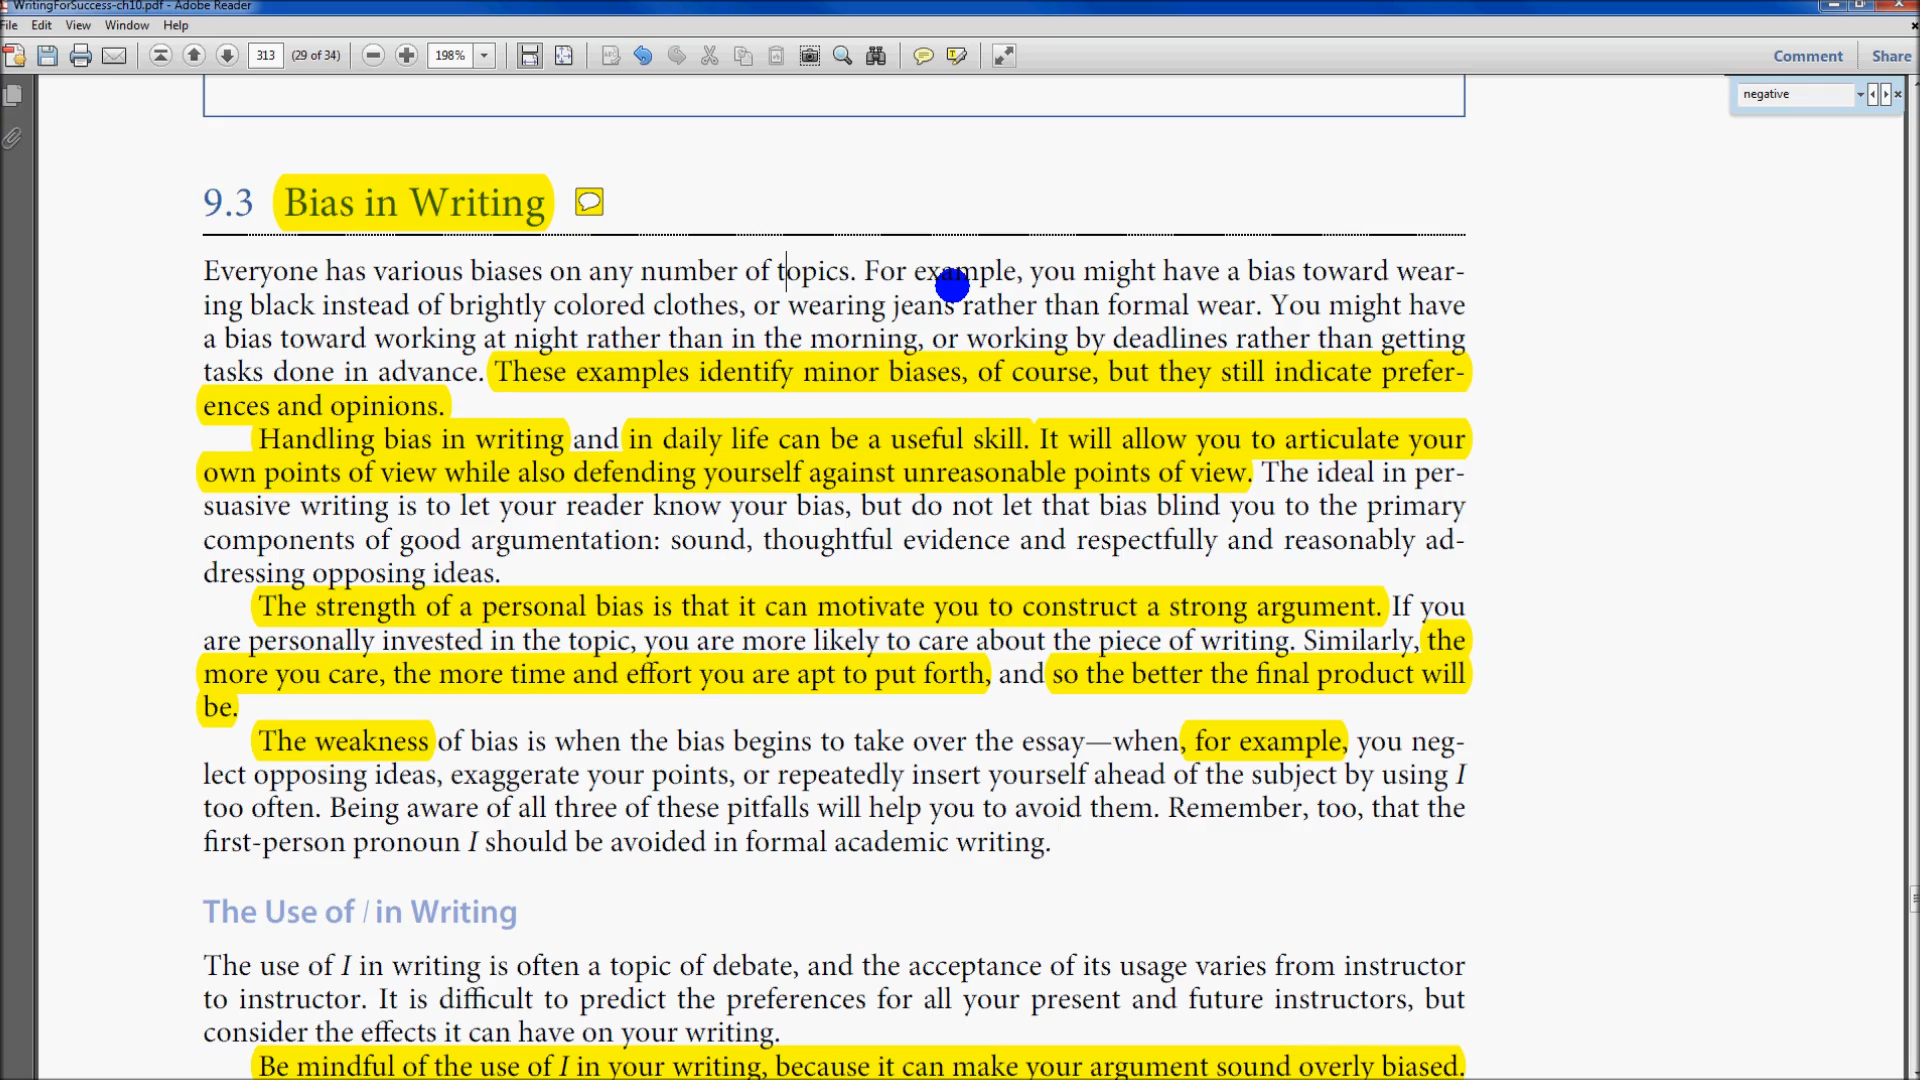 WritingForSuccess-ch10.pdf - Adobe Reader
File Edit View Window Help
313 (29 of 34) 198% Comment Share
negative
9.3 Bias in Writing
Everyone has various biases on any number of topics. For example, you might have a bias toward wear-
ing black instead of brightly colored clothes, or wearing jeans rather than formal wear. You might have
a bias toward working at night rather than in the morning, or working by deadlines rather than getting
tasks done in advance. These examples identify minor biases, of course, but they still indicate prefer-
ences and opinions.
Handling bias in writing and in daily life can be a useful skill. It will allow you to articulate your
own points of view while also defending yourself against unreasonable points of view. The ideal in per-
suasive writing is to let your reader know your bias, but do not let that bias blind you to the primary
components of good argumentation: sound, thoughtful evidence and respectfully and reasonably ad-
dressing opposing ideas.
The strength of a personal bias is that it can motivate you to construct a strong argument. If you
are personally invested in the topic, you are more likely to care about the piece of writing. Similarly, the
more you care, the more time and effort you are apt to put forth, and so the better the final product will
be.
The weakness of bias is when the bias begins to take over the essay—when, for example, you neg-
lect opposing ideas, exaggerate your points, or repeatedly insert yourself ahead of the subject by using I
too often. Being aware of all three of these pitfalls will help you to avoid them. Remember, too, that the
first-person pronoun I should be avoided in formal academic writing.
The Use of I in Writing
The use of I in writing is often a topic of debate, and the acceptance of its usage varies from instructor
to instructor. It is difficult to predict the preferences for all your present and future instructors, but
consider the effects it can have on your writing.
Be mindful of the use of I in your writing, because it can make your argument sound overly biased.